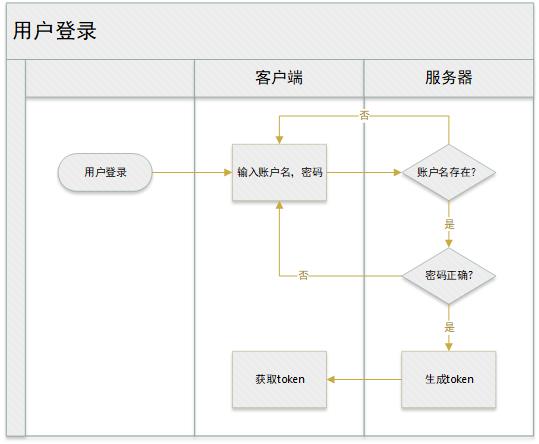 用户登录
客户端
服务器
否
用户登录
输入账户名，密码
账户名存在?
是
否
密码正确?
是
获取token
生成token